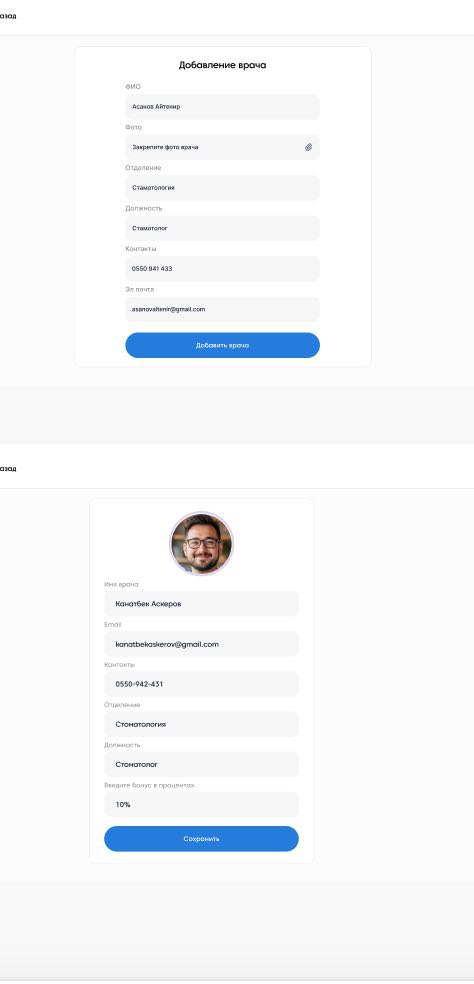 азад
Добавление врача
ФИО
Асанов Айтенир
Фото
Закрепите фото врача
Отделение
Стамотология
Должность
Стамотолог
Контакты
0550 941 433
Эл почта
asanovaitenir@gmail.com
Добавить врача
азад
Имя врача
Канатбек Аскеров
Email
kanatbekaskerov@gmail.com
Контакты
0550-942-431
Отделение
Стоматология
Должность
Стоматолог
Введите бонус в процентах
10%
Сохранить